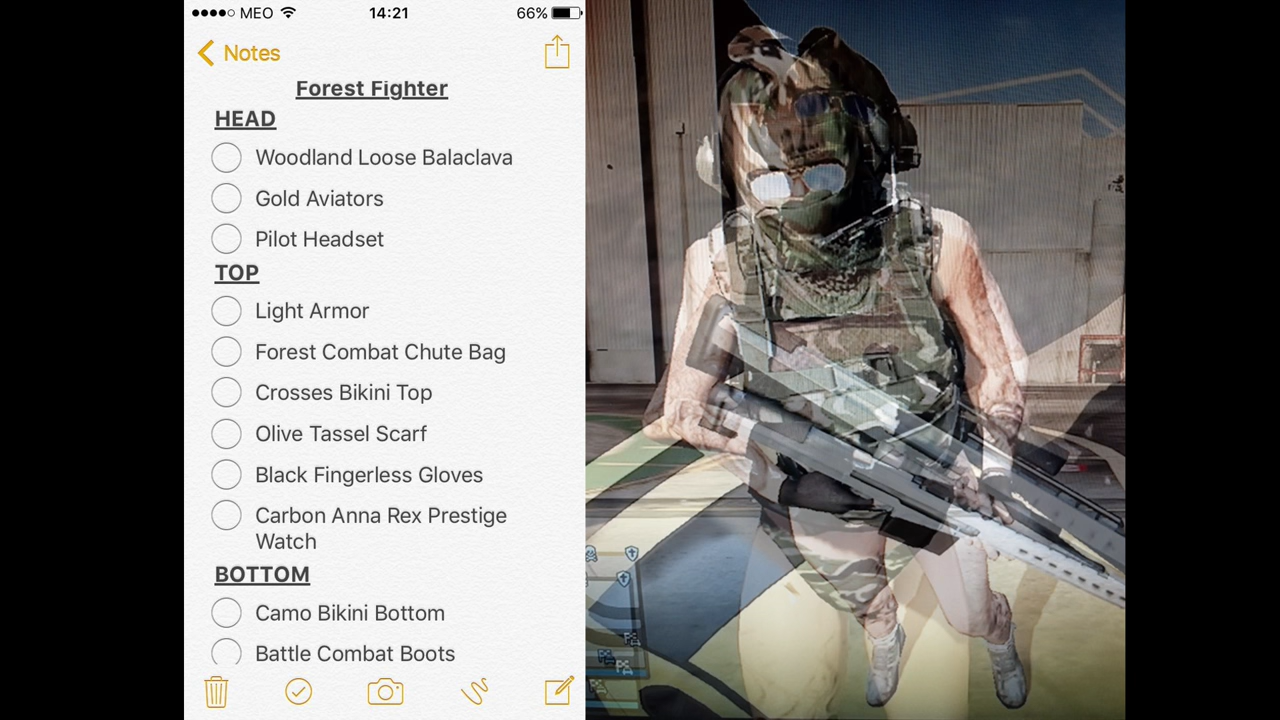 MEO 14:21 66%
Notes
Forest Fighter
HEAD
Woodland Loose Balaclava
Gold Aviators
Pilot Headset
TOP
Light Armor
Forest Combat Chute Bag
Crosses Bikini Top
Olive Tassel Scarf
Black Fingerless Gloves
Carbon Anna Rex Prestige
Watch
BOTTOM
Camo Bikini Bottom
Battle Combat Boots